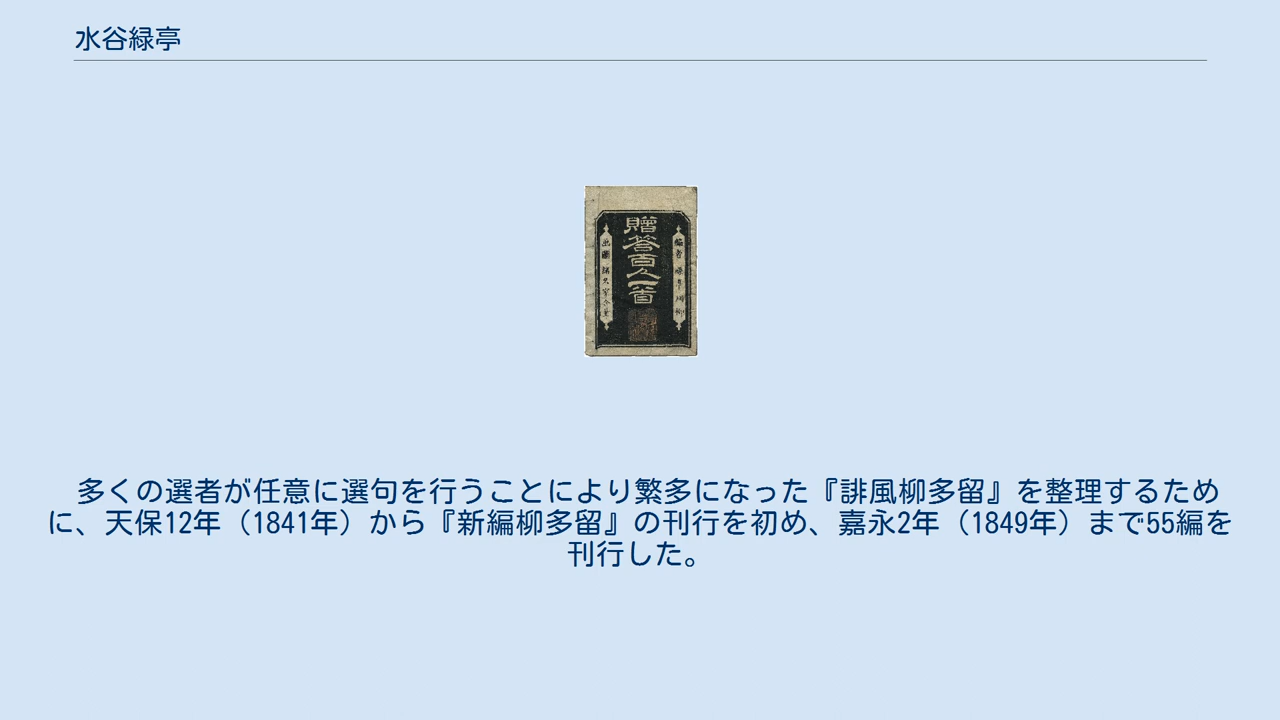 水谷緑亭
贈答百人一首
多くの選者が任意に選句を行うことにより繁多になった『誹風柳多留』を整理するため
に、天保12年（1841年）から『新編柳多留』の刊行を初め、嘉永2年（1849年）まで55編を
刊行した。